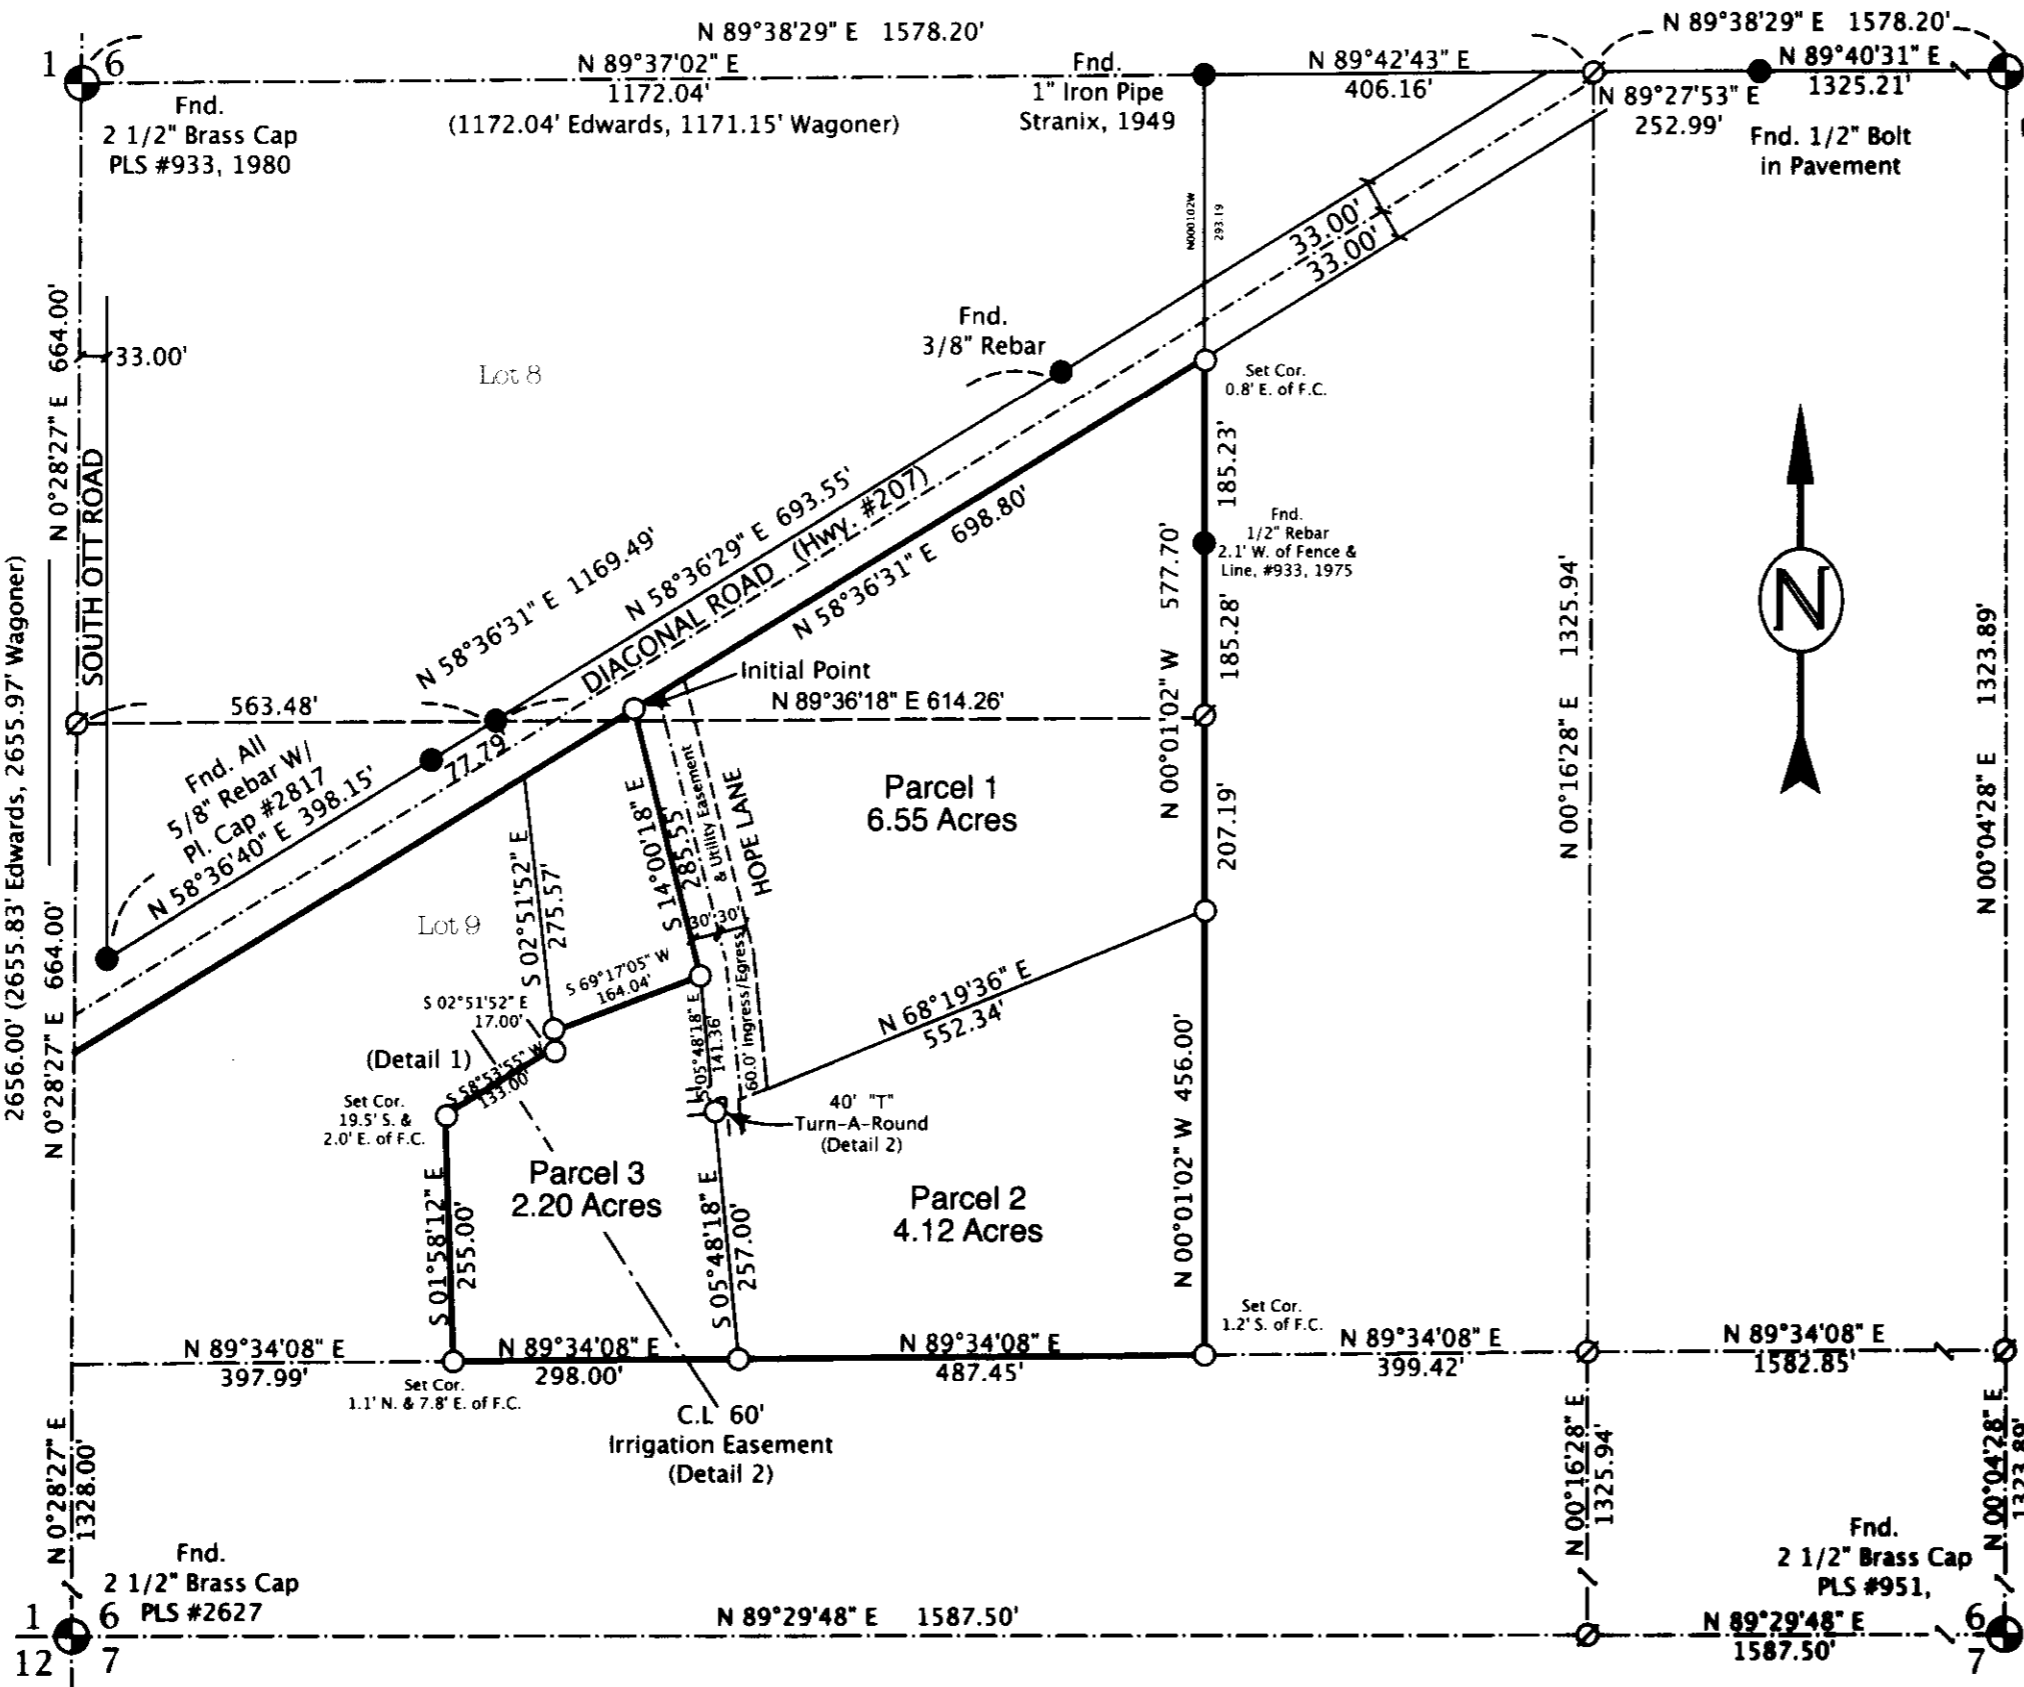 N 89°38'29" E 1578.20'
N 89°38'29" E 1578.20'
1 6
N 89°37'02" E
1172.04'
(1172.04' Edwards, 1171.15' Wagoner)
Fnd.
1" Iron Pipe
Stranix, 1949
N 89°42'43" E
406.16'
N 89°40'31" E
1325.21'
N 89°27'53" E
252.99'
Fnd.
2 1/2" Brass Cap
PLS #933, 1980
Fnd. 1/2" Bolt
in Pavement
N000102W
293.19
33.00'
33.00'
N 0°28'27" E 664.00'
33.00'
Lot 8
Fnd.
3/8" Rebar
Set Cor.
0.8' E. of F.C.
SOUTH OTT ROAD
2656.00' (2655.83' Edwards, 2655.97' Wagoner)
N 58°36'31" E 1169.49'
N 58°36'29" E 693.55'
DIAGONAL ROAD (Hwy. #207)
N 58°36'31" E 698.80'
185.23'
Fnd.
1/2" Rebar
2.1' W. of Fence &
Line, #933, 1975
N 00°01'02" W 577.70'
185.28'
N 00°16'28" E 1325.94'
N
N 00°04'28" E 1323.89'
Initial Point
563.48'
N 89°36'18" E 614.26'
77.79
Fnd. All
5/8" Rebar W/
Pl. Cap #2817
N 58°36'40" E 398.15'
S 14°00'18" E
285.55'
& Utility Easement
HOPE LANE
Parcel 1
6.55 Acres
207.19'
Lot 9
S 02°51'52" E
275.57'
30' 30'
60.0' Ingress/Egress
N 0°28'27" E 664.00'
S 69°17'05" W
164.04'
S 02°51'52" E
17.00'
N 68°19'36" E
552.34'
S 05°48'18" E
141.36'
(Detail 1)
S 58°53'55" W
133.00'
Set Cor.
19.5' S. &
2.0' E. of F.C.
40' "T"
Turn-A-Round
(Detail 2)
N 00°01'02" W 456.00'
Parcel 3
2.20 Acres
Parcel 2
4.12 Acres
S 01°58'12" E
255.00'
S 05°48'18" E
257.00'
Set Cor.
1.2' S. of F.C.
N 89°34'08" E
397.99'
N 89°34'08" E
298.00'
N 89°34'08" E
487.45'
N 89°34'08" E
399.42'
N 89°34'08" E
1582.85'
Set Cor.
1.1' N. & 7.8' E. of F.C.
C.L 60'
Irrigation Easement
(Detail 2)
N 0°28'27" E
1328.00'
N 00°16'28" E
1325.94'
N 00°04'28" E
1323.89'
Fnd.
2 1/2" Brass Cap
PLS #2627
Fnd.
2 1/2" Brass Cap
PLS #951,
1 6
12 7
N 89°29'48" E 1587.50'
N 89°29'48" E
1587.50'
6
7